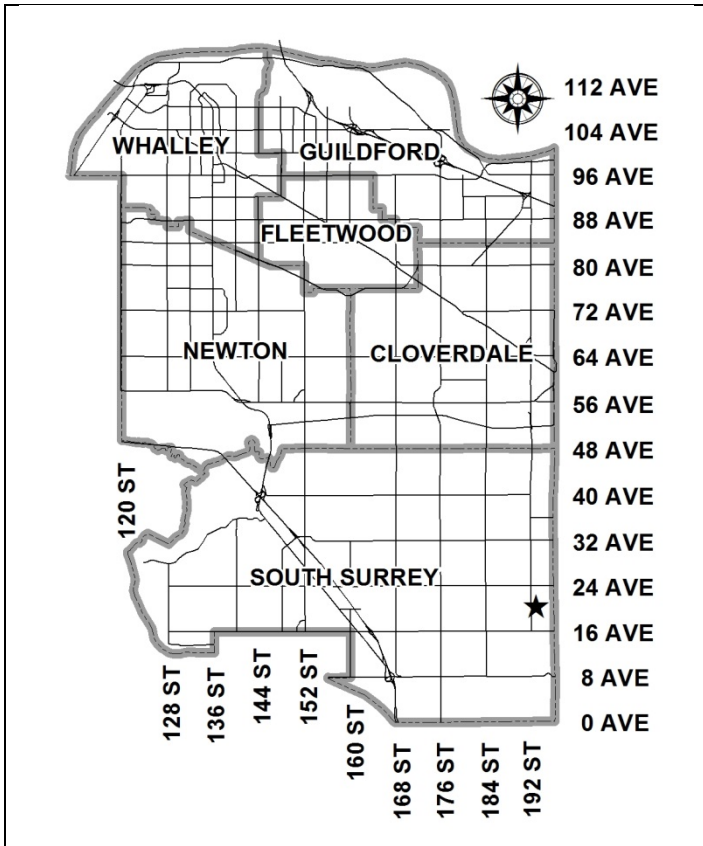 112 AVE
104 AVE
WHALLEY
GUILDFORD
96 AVE
88 AVE
FLEETWOOD
80 AVE
72 AVE
NEWTON
CLOVERDALE
64 AVE
56 AVE
48 AVE
120 ST
40 AVE
32 AVE
SOUTH SURREY
24 AVE
16 AVE
128 ST
136 ST
144 ST
152 ST
160 ST
8 AVE
0 AVE
168 ST
176 ST
184 ST
192 ST